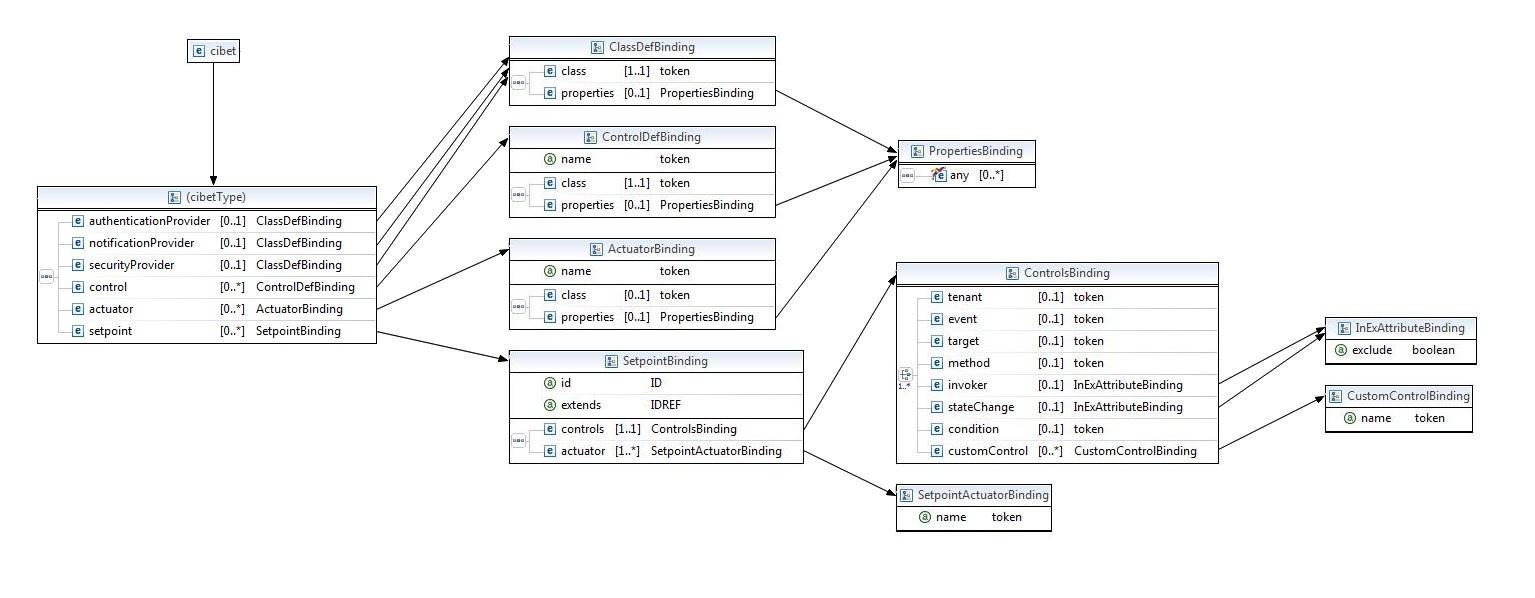 cibet
(cibetType)
authenticationProvider [0..1] ClassDefBinding
notificationProvider [0..1] ClassDefBinding
securityProvider [0..1] ClassDefBinding
control [0..*] ControlDefBinding
actuator [0..*] ActuatorBinding
setpoint [0..*] SetpointBinding
ClassDefBinding
class [1..1] token
properties [0..1] PropertiesBinding
ControlDefBinding
name token
class [1..1] token
properties [0..1] PropertiesBinding
ActuatorBinding
name token
class [0..1] token
properties [0..1] PropertiesBinding
SetpointBinding
id ID
extends IDREF
controls [1..1] ControlsBinding
actuator [1..*] SetpointActuatorBinding
PropertiesBinding
any [0..*]
ControlsBinding
tenant [0..1] token
event [0..1] token
target [0..1] token
method [0..1] token
invoker [0..1] InExAttributeBinding
stateChange [0..1] InExAttributeBinding
condition [0..1] token
customControl [0..*] CustomControlBinding
1..*
SetpointActuatorBinding
name token
InExAttributeBinding
exclude boolean
CustomControlBinding
name token